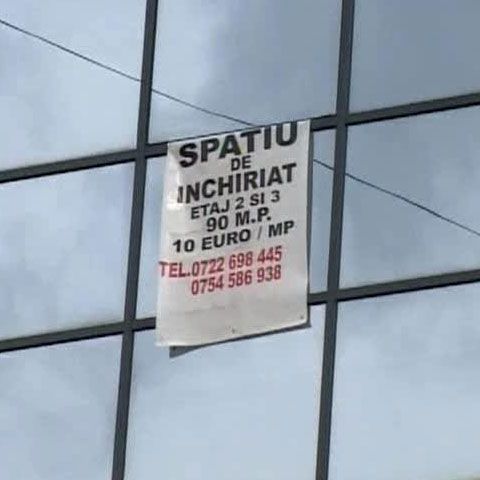 SPATIU
DE
INCHIRIAT
ETAJ 2 SI 3
90 M.P.
10 EURO / MP
TEL.0722 698 445
0754 586 938